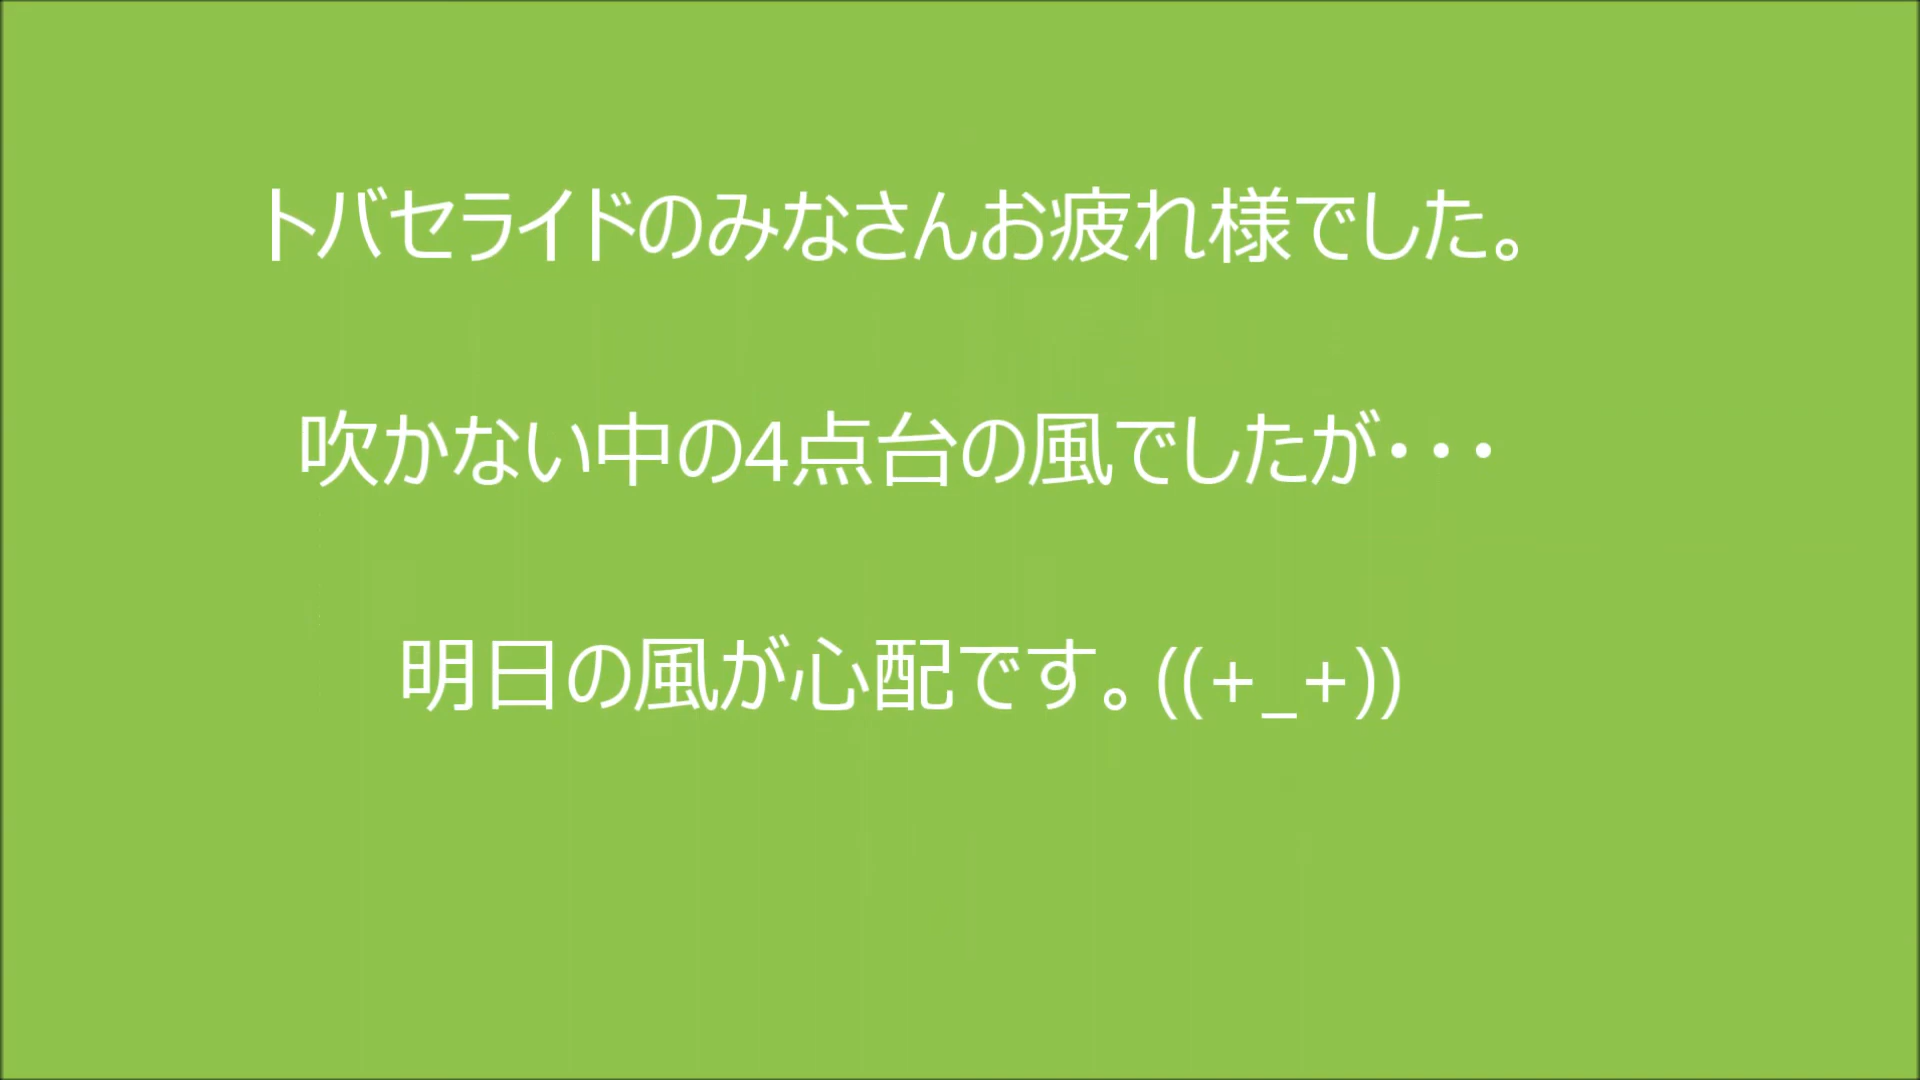 トバセライドのみなさんお疲れ様でした。
吹かない中の4点台の風でしたが・・・
明日の風が心配です。((+_+))